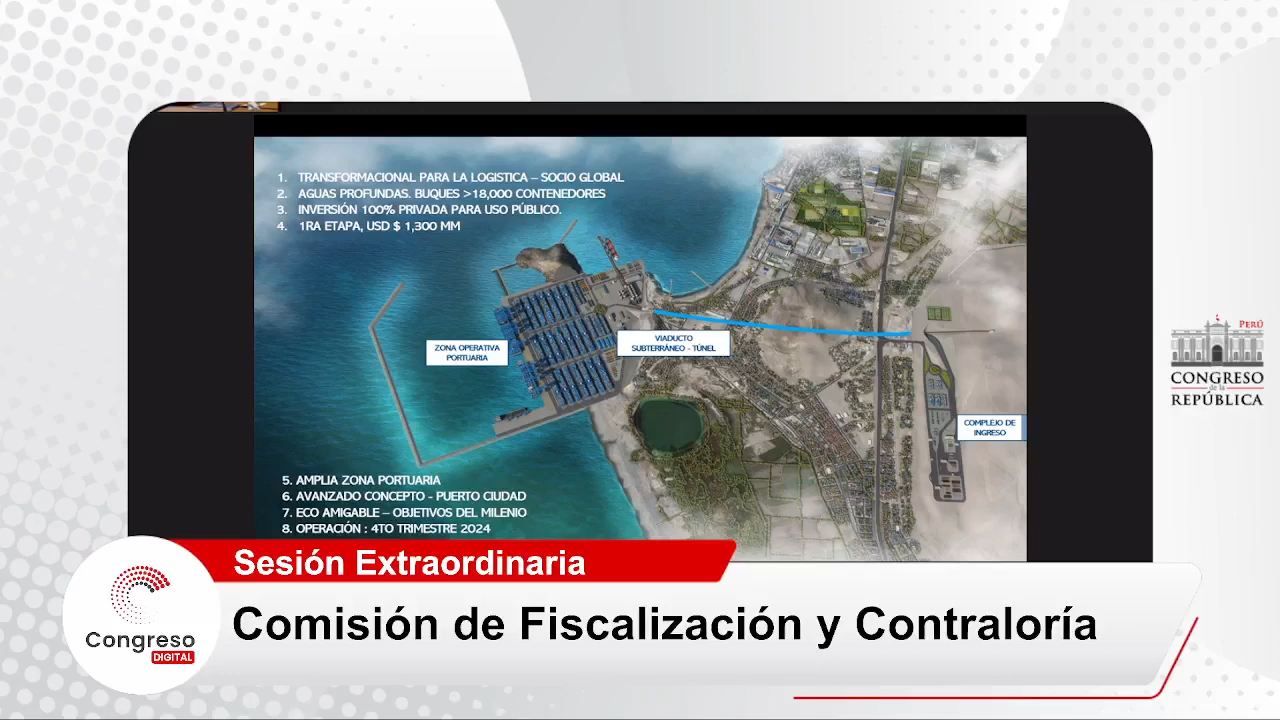 1. TRANSFORMACIONAL PARA LA LOGISTICA – SOCIO GLOBAL
2. AGUAS PROFUNDAS. BUQUES >18,000 CONTENEDORES
3. INVERSIÓN 100% PRIVADA PARA USO PÚBLICO.
4. 1RA ETAPA, USD $ 1,300 MM
ZONA OPERATIVA
PORTUARIA
VIADUCTO
SUBTERRÁNEO - TÚNEL
COMPLEJO DE
INGRESO
5. AMPLIA ZONA PORTUARIA
6. AVANZADO CONCEPTO - PUERTO CIUDAD
7. ECO AMIGABLE – OBJETIVOS DEL MILENIO
8. OPERACIÓN : 4TO TRIMESTRE 2024
PERÚ
CONGRESO
de la
REPÚBLICA
Sesión Extraordinaria
Comisión de Fiscalización y Contraloría
Congreso
DIGITAL